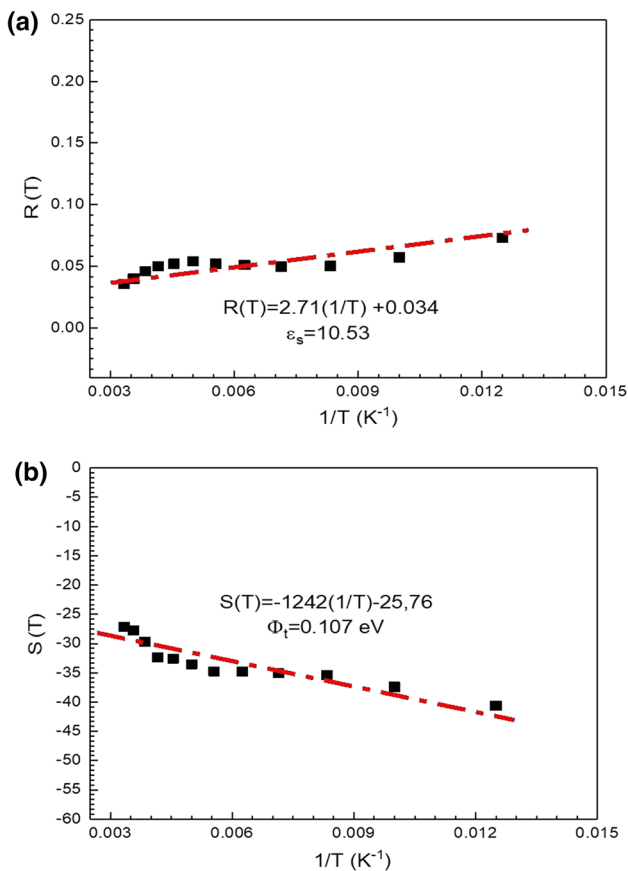 (a)
0.25
0.20
0.15
0.10
0.05
0.00
R (T)
R(T)=2.71(1/T) +0.034
εs=10.53
0.003 0.006 0.009 0.012 0.015
1/T (K-1)
(b)
0
-5
-10
-15
-20
-25
-30
-35
-40
-45
-50
-55
-60
S (T)
S(T)=-1242(1/T)-25,76
Φt=0.107 eV
0.003 0.006 0.009 0.012 0.015
1/T (K-1)